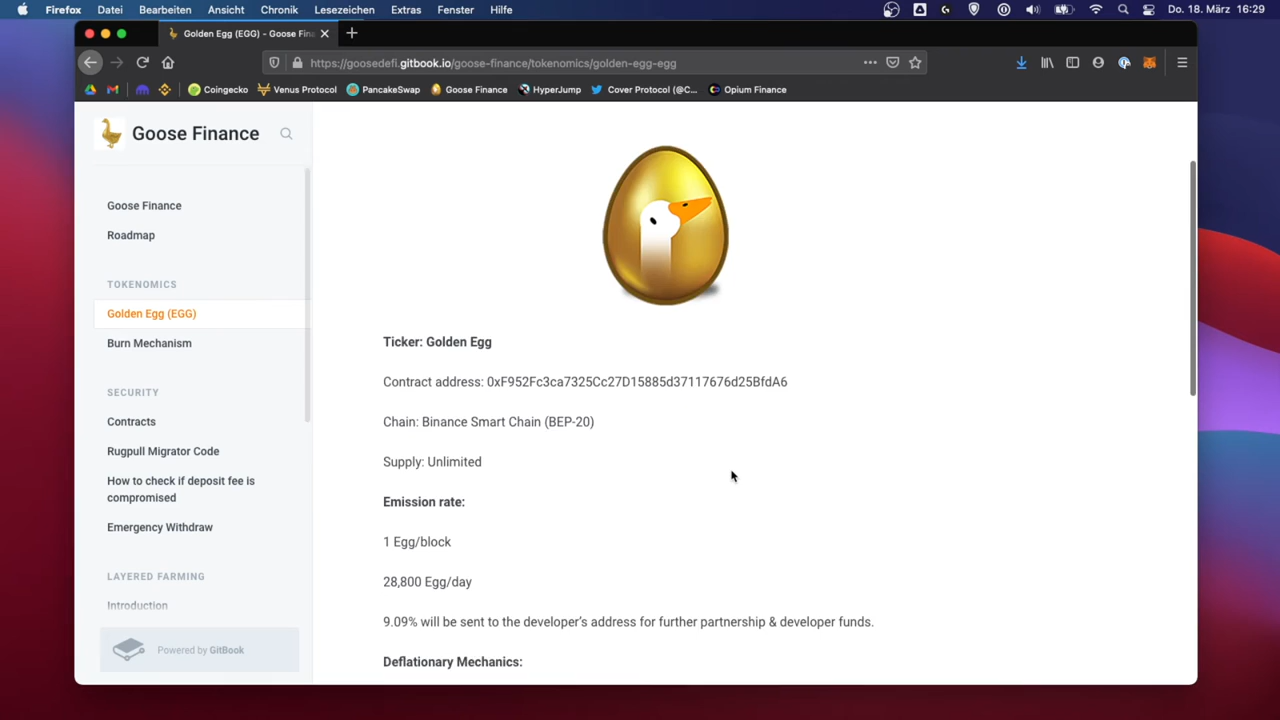 Firefox Datei Bearbeiten Ansicht Chronik Lesezeichen Extras Fenster Hilfe Do. 18. März 16:29
Golden Egg (EGG) - Goose Fina
https://goosedefi.gitbook.io/goose-finance/tokenomics/golden-egg-egg
Coingecko Venus Protocol PancakeSwap Goose Finance HyperJump Cover Protocol (@C... Opium Finance
Goose Finance
Goose Finance
Roadmap
TOKENOMICS
Golden Egg (EGG)
Burn Mechanism
SECURITY
Contracts
Rugpull Migrator Code
How to check if deposit fee is
compromised
Emergency Withdraw
LAYERED FARMING
Introduction
Powered by GitBook
Ticker: Golden Egg
Contract address: 0xF952Fc3ca7325Cc27D15885d37117676d25BfdA6
Chain: Binance Smart Chain (BEP-20)
Supply: Unlimited
Emission rate:
1 Egg/block
28,800 Egg/day
9.09% will be sent to the developer’s address for further partnership & developer funds.
Deflationary Mechanics: